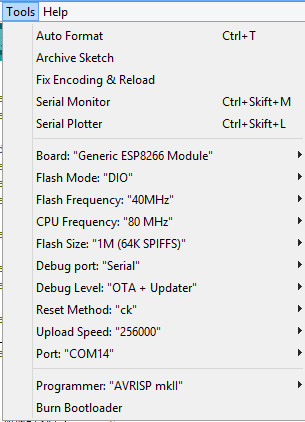 Tools Help
Auto Format Ctrl+T
Archive Sketch
Fix Encoding & Reload
Serial Monitor Ctrl+Skift+M
Serial Plotter Ctrl+Skift+L
Board: "Generic ESP8266 Module"
Flash Mode: "DIO"
Flash Frequency: "40MHz"
CPU Frequency: "80 MHz"
Flash Size: "1M (64K SPIFFS)"
Debug port: "Serial"
Debug Level: "OTA + Updater"
Reset Method: "ck"
Upload Speed: "256000"
Port: "COM14"
Programmer: "AVRISP mkII"
Burn Bootloader